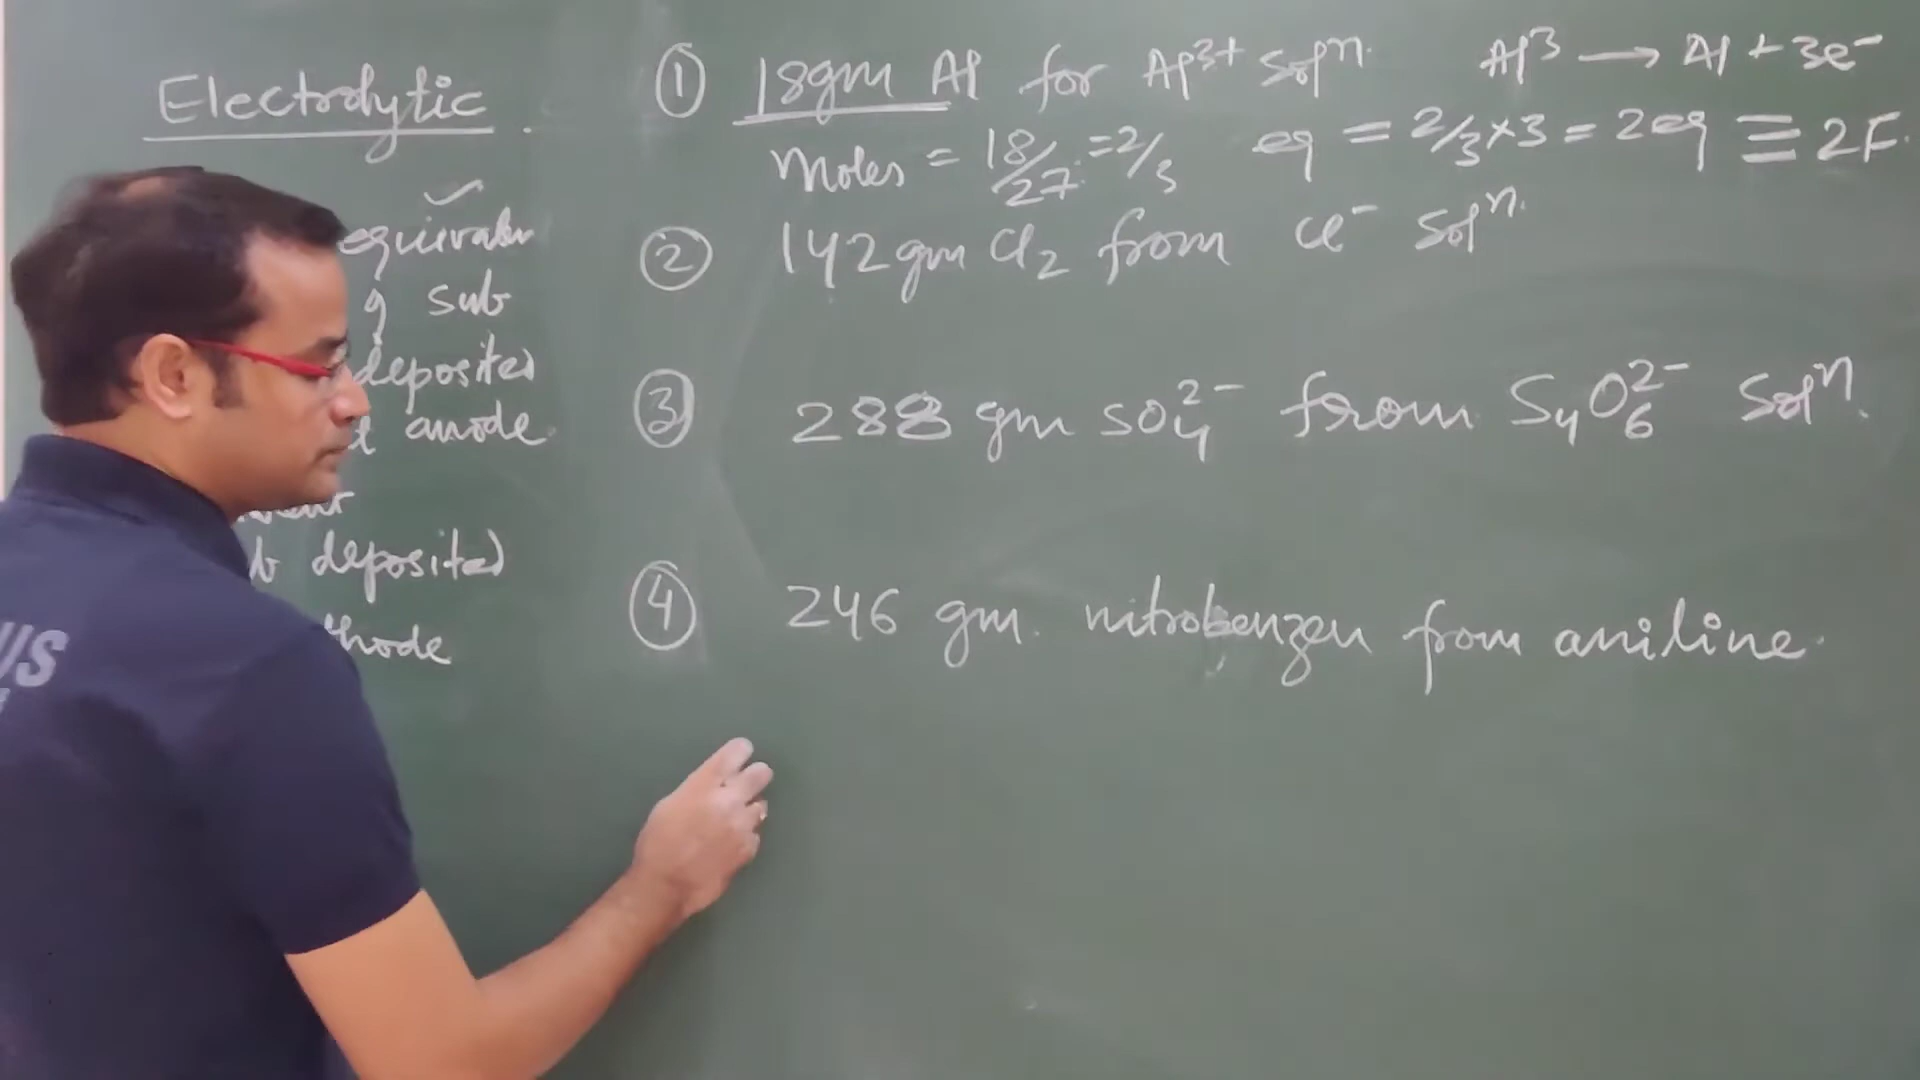 Electrolytic
equivalen
g sub
deposited
anode
deposited
thode
① 18gm Al for Al³⁺ solⁿ. Al³ → Al + 3e⁻
Moles = 18/27 = 2/3 eq = 2/3 × 3 = 2eq ≡ 2F.
② 142gm Cl₂ from Cl⁻ solⁿ.
③ 288 gm SO₄²⁻ from S₄O₆²⁻ solⁿ.
④ 246 gm. nitrobenzen from aniline.
US